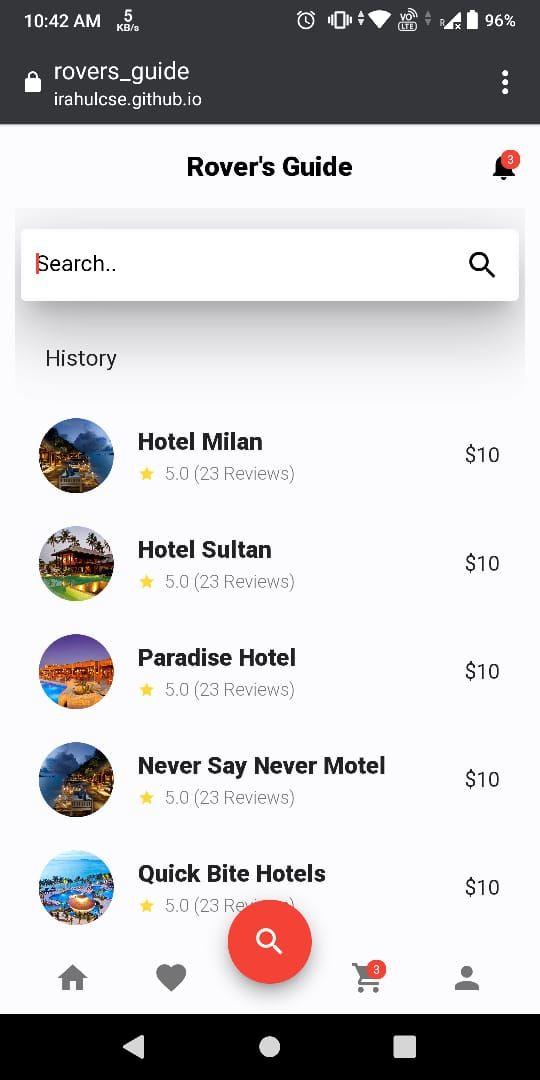 10:42 AM 5 KB/s VO LTE R 96%
rovers_guide
irahulcse.github.io
Rover's Guide 3
Search..
History
Hotel Milan
5.0 (23 Reviews)
$10
Hotel Sultan
5.0 (23 Reviews)
$10
Paradise Hotel
5.0 (23 Reviews)
$10
Never Say Never Motel
5.0 (23 Reviews)
$10
Quick Bite Hotels
5.0 (23
$10
3